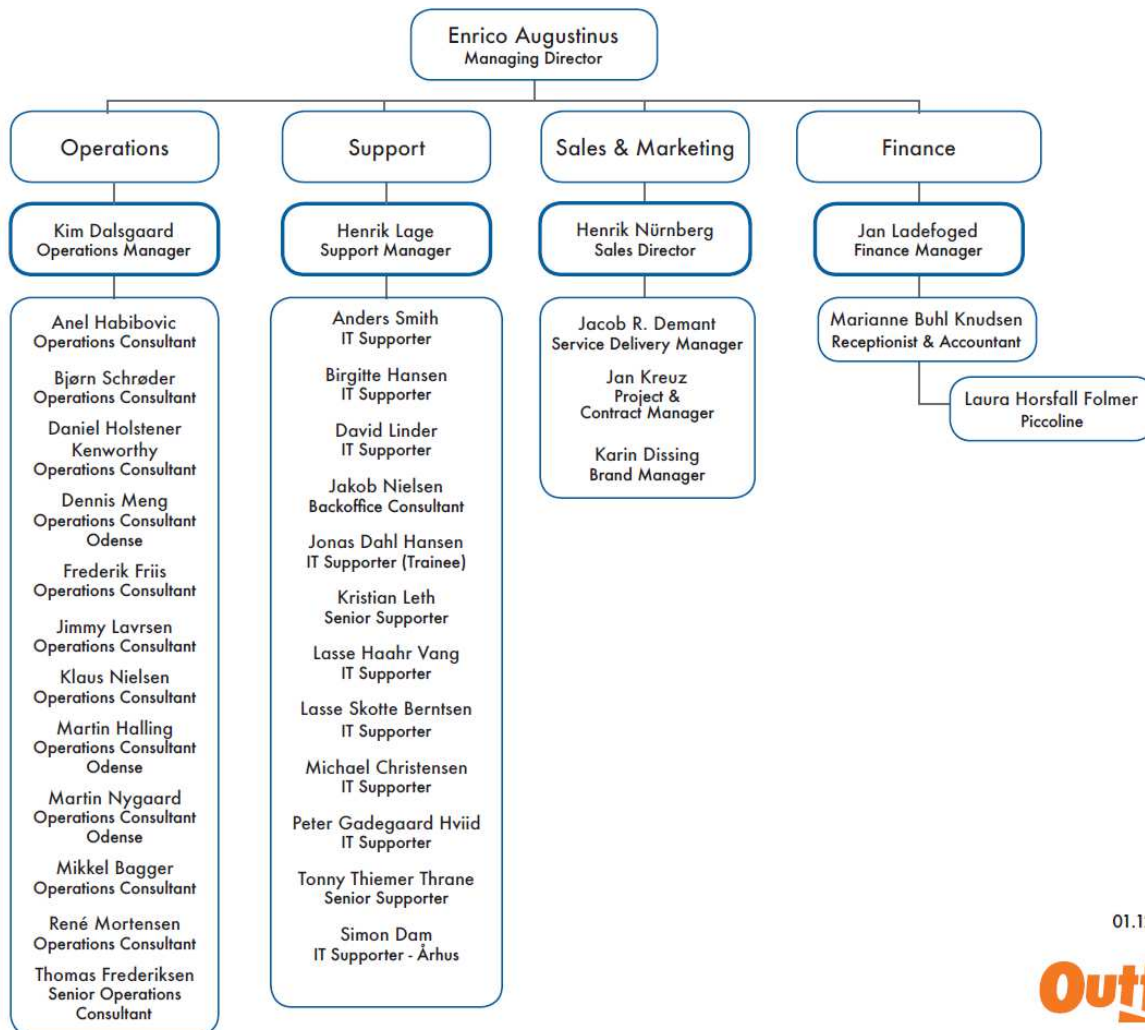 Enrico Augustinus
Managing Director
Operations
Support
Sales & Marketing
Finance
Kim Dalsgaard
Operations Manager
Henrik Lage
Support Manager
Henrik Nürnberg
Sales Director
Jan Ladefoged
Finance Manager
Anel Habibovic
Operations Consultant
Bjørn Schrøder
Operations Consultant
Daniel Holstener
Kenworthy
Operations Consultant
Dennis Meng
Operations Consultant
Odense
Frederik Friis
Operations Consultant
Jimmy Lavrsen
Operations Consultant
Klaus Nielsen
Operations Consultant
Martin Halling
Operations Consultant
Odense
Martin Nygaard
Operations Consultant
Odense
Mikkel Bagger
Operations Consultant
René Mortensen
Operations Consultant
Thomas Frederiksen
Senior Operations
Consultant
Anders Smith
IT Supporter
Birgitte Hansen
IT Supporter
David Linder
IT Supporter
Jakob Nielsen
Backoffice Consultant
Jonas Dahl Hansen
IT Supporter (Trainee)
Kristian Leth
Senior Supporter
Lasse Haahr Vang
IT Supporter
Lasse Skotte Berntsen
IT Supporter
Michael Christensen
IT Supporter
Peter Gadegaard Hviid
IT Supporter
Tonny Thiemer Thrane
Senior Supporter
Simon Dam
IT Supporter - Århus
Jacob R. Demant
Service Delivery Manager
Jan Kreuz
Project &
Contract Manager
Karin Dissing
Brand Manager
Marianne Buhl Knudsen
Receptionist & Accountant
Laura Horsfall Folmer
Piccoline